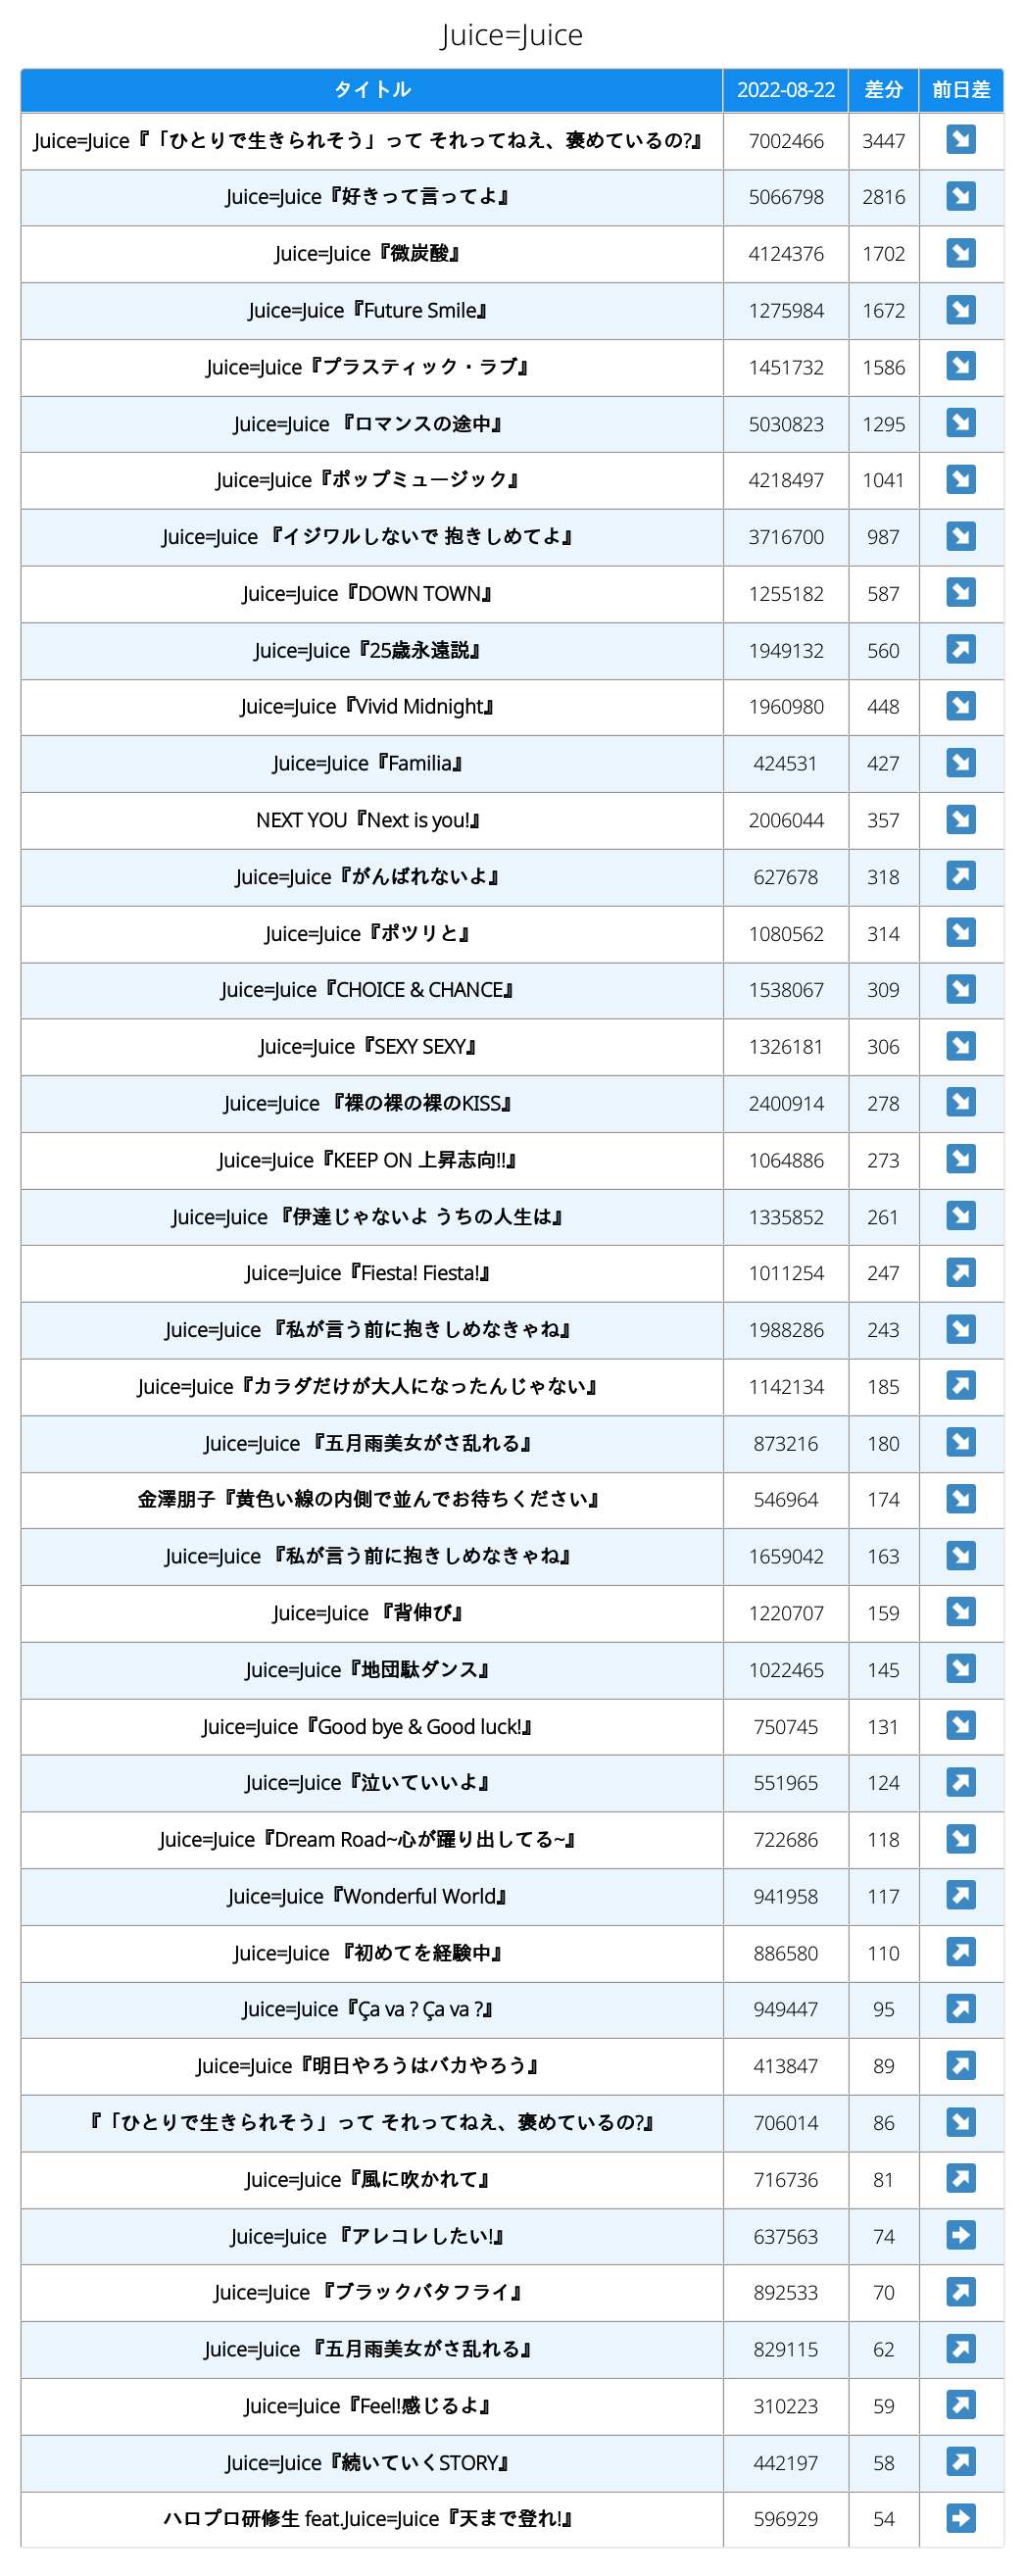 Juice=Juice
タイトル 2022-08-22 差分 前日差
Juice=Juice『「ひとりで生きられそう」って それってねえ、褒めているの?』 7002466 3447 ↘
Juice=Juice『好きって言ってよ』 5066798 2816 ↘
Juice=Juice『微炭酸』 4124376 1702 ↘
Juice=Juice『Future Smile』 1275984 1672 ↘
Juice=Juice『プラスティック・ラブ』 1451732 1586 ↘
Juice=Juice 『ロマンスの途中』 5030823 1295 ↘
Juice=Juice『ポップミュージック』 4218497 1041 ↘
Juice=Juice 『イジワルしないで 抱きしめてよ』 3716700 987 ↘
Juice=Juice『DOWN TOWN』 1255182 587 ↘
Juice=Juice『25歳永遠説』 1949132 560 ↗
Juice=Juice『Vivid Midnight』 1960980 448 ↘
Juice=Juice『Familia』 424531 427 ↘
NEXT YOU『Next is you!』 2006044 357 ↘
Juice=Juice『がんばれないよ』 627678 318 ↗
Juice=Juice『ポツリと』 1080562 314 ↘
Juice=Juice『CHOICE & CHANCE』 1538067 309 ↘
Juice=Juice『SEXY SEXY』 1326181 306 ↘
Juice=Juice 『裸の裸の裸のKISS』 2400914 278 ↘
Juice=Juice『KEEP ON 上昇志向!!』 1064886 273 ↘
Juice=Juice 『伊達じゃないよ うちの人生は』 1335852 261 ↘
Juice=Juice『Fiesta! Fiesta!』 1011254 247 ↗
Juice=Juice 『私が言う前に抱きしめなきゃね』 1988286 243 ↘
Juice=Juice『カラダだけが大人になったんじゃない』 1142134 185 ↗
Juice=Juice 『五月雨美女がさ乱れる』 873216 180 ↘
金澤朋子『黄色い線の内側で並んでお待ちください』 546964 174 ↘
Juice=Juice 『私が言う前に抱きしめなきゃね』 1659042 163 ↘
Juice=Juice 『背伸び』 1220707 159 ↘
Juice=Juice『地団駄ダンス』 1022465 145 ↘
Juice=Juice『Good bye & Good luck!』 750745 131 ↘
Juice=Juice『泣いていいよ』 551965 124 ↗
Juice=Juice『Dream Road~心が躍り出してる~』 722686 118 ↘
Juice=Juice『Wonderful World』 941958 117 ↗
Juice=Juice 『初めてを経験中』 886580 110 ↗
Juice=Juice『Ça va ? Ça va ?』 949447 95 ↗
Juice=Juice『明日やろうはバカやろう』 413847 89 ↗
『「ひとりで生きられそう」って それってねえ、褒めているの?』 706014 86 ↘
Juice=Juice『風に吹かれて』 716736 81 ↗
Juice=Juice 『アレコレしたい!』 637563 74 →
Juice=Juice 『ブラックバタフライ』 892533 70 ↗
Juice=Juice 『五月雨美女がさ乱れる』 829115 62 ↗
Juice=Juice『Feel!感じるよ』 310223 59 ↗
Juice=Juice『続いていくSTORY』 442197 58 ↗
ハロプロ研修生 feat.Juice=Juice『天まで登れ!』 596929 54 →